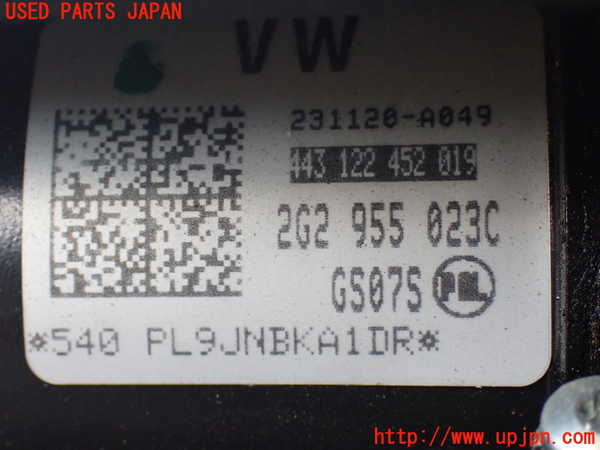 USED PARTS JAPAN
VW
231120-A049
443 122 452 019
2G2 955 023C
GS07S
*540 PL9JNBKA1DR*
UPJ
http://www.upjpn.com/